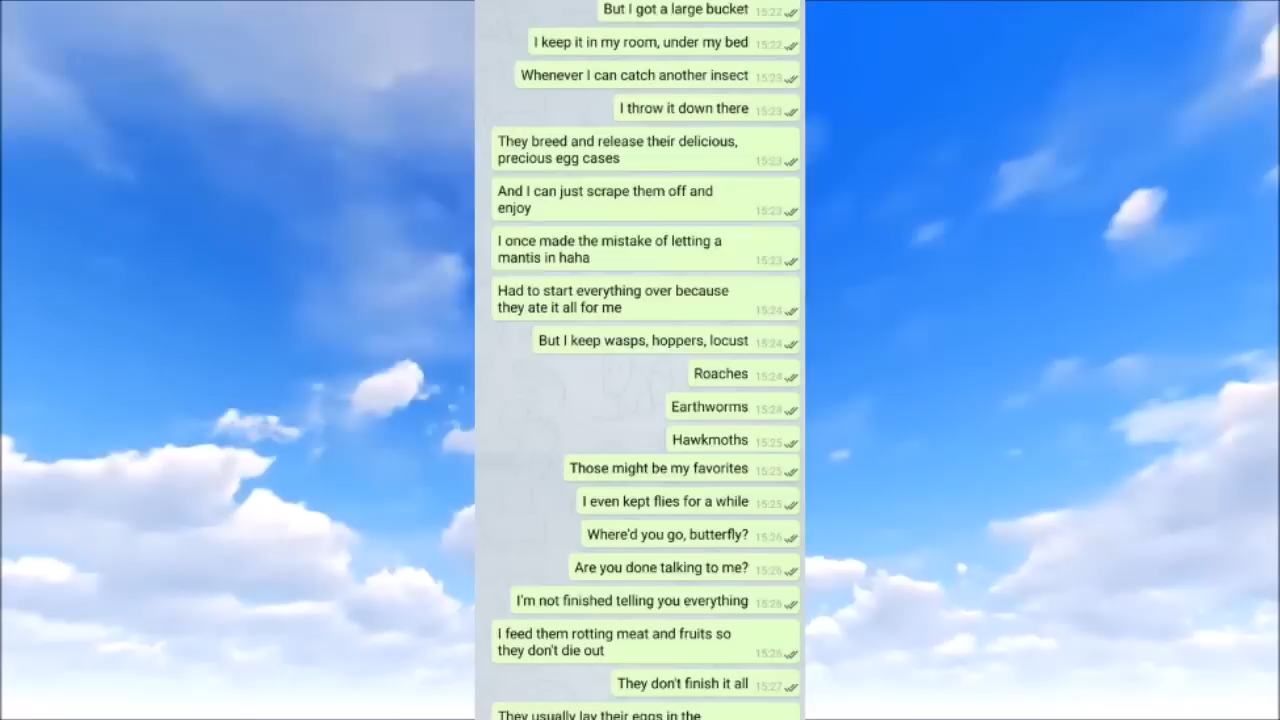 But I got a large bucket 15:22
I keep it in my room, under my bed 15:22
Whenever I can catch another insect 15:23
I throw it down there 15:23
They breed and release their delicious,
precious egg cases 15:23
And I can just scrape them off and
enjoy 15:23
I once made the mistake of letting a
mantis in haha 15:23
Had to start everything over because
they ate it all for me 15:24
But I keep wasps, hoppers, locust 15:24
Roaches 15:24
Earthworms 15:24
Hawkmoths 15:25
Those might be my favorites 15:25
I even kept flies for a while 15:25
Where'd you go, butterfly? 15:26
Are you done talking to me? 15:26
I'm not finished telling you everything 15:26
I feed them rotting meat and fruits so
they don't die out 15:26
They don't finish it all 15:27
They usually lay their eggs in the